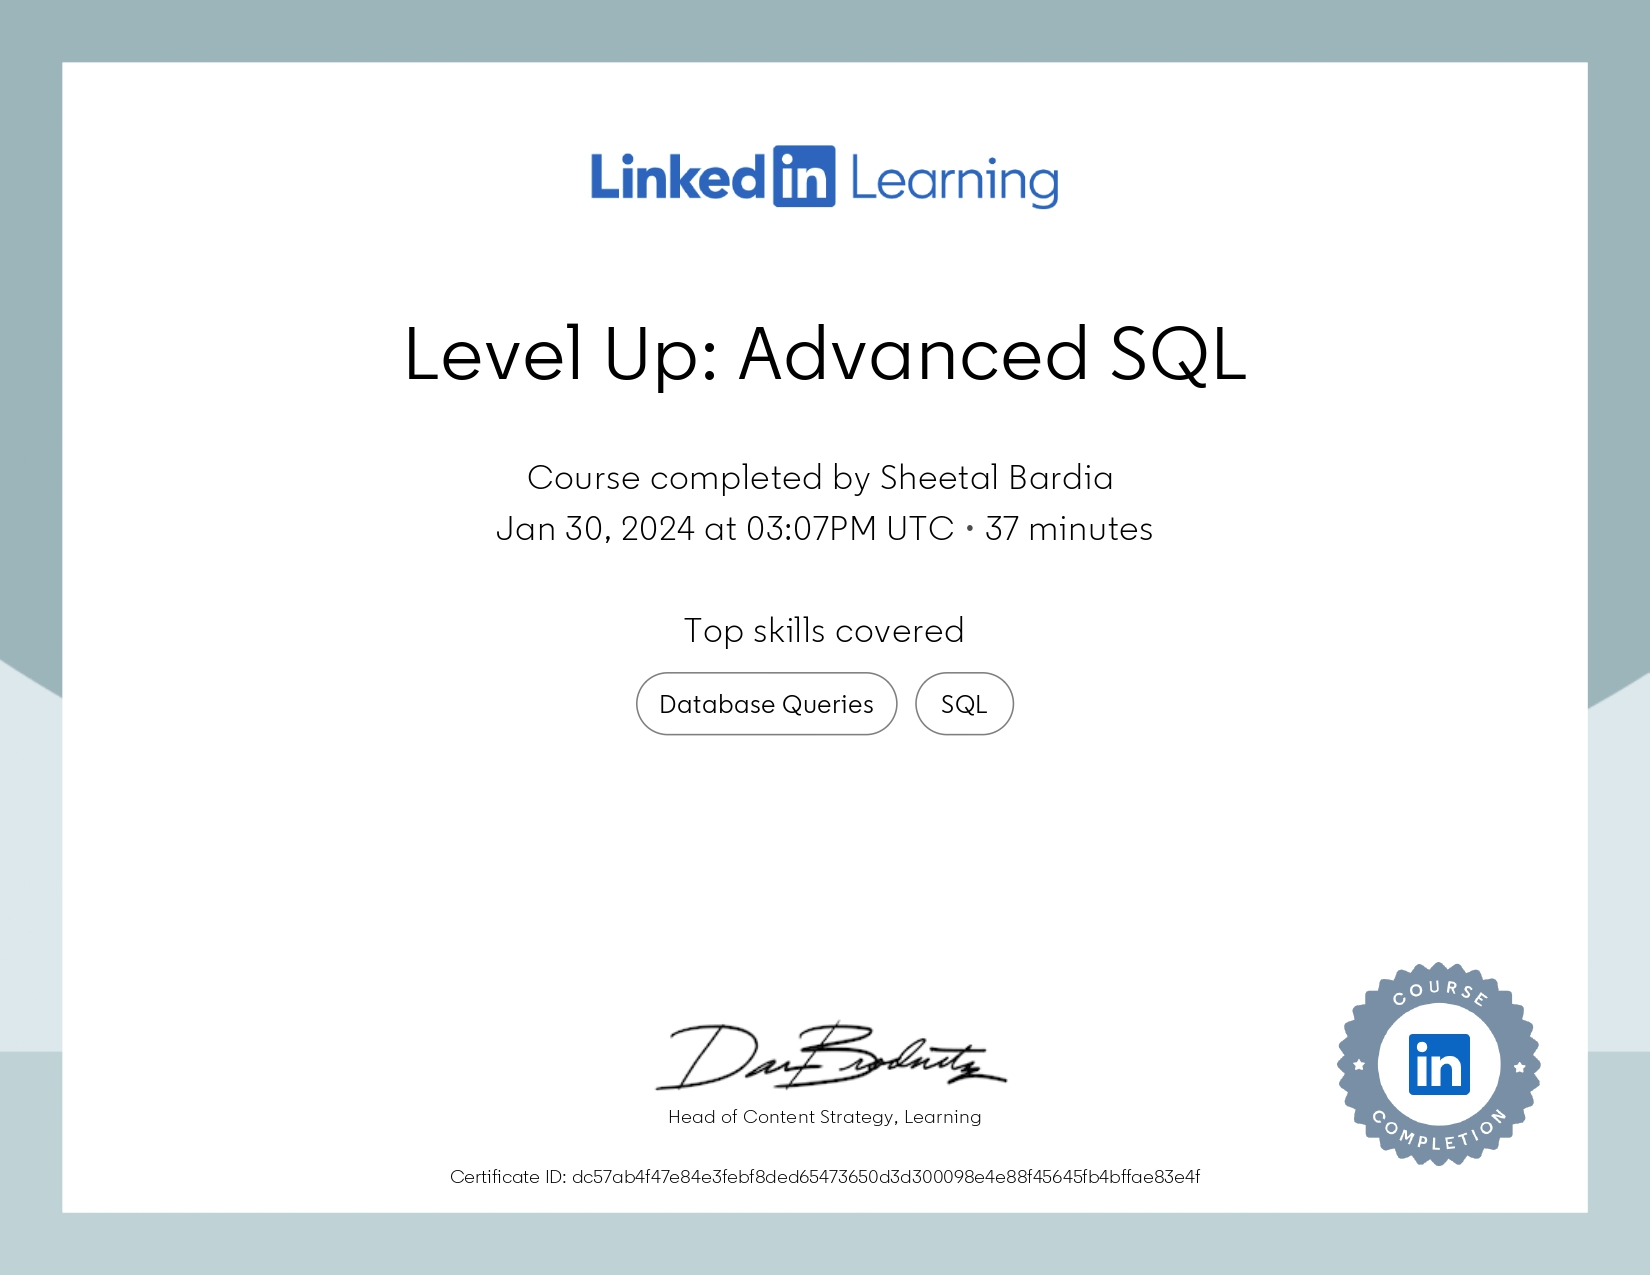 Linked in Learning
Level Up: Advanced SQL
Course completed by Sheetal Bardia
Jan 30, 2024 at 03:07PM UTC • 37 minutes
Top skills covered
Database Queries
SQL
Dan Brodnitz
Head of Content Strategy, Learning
COURSE
in
COMPLETION
Certificate ID: dc57ab4f47e84e3febf8ded65473650d3d300098e4e88f45645fb4bffae83e4f